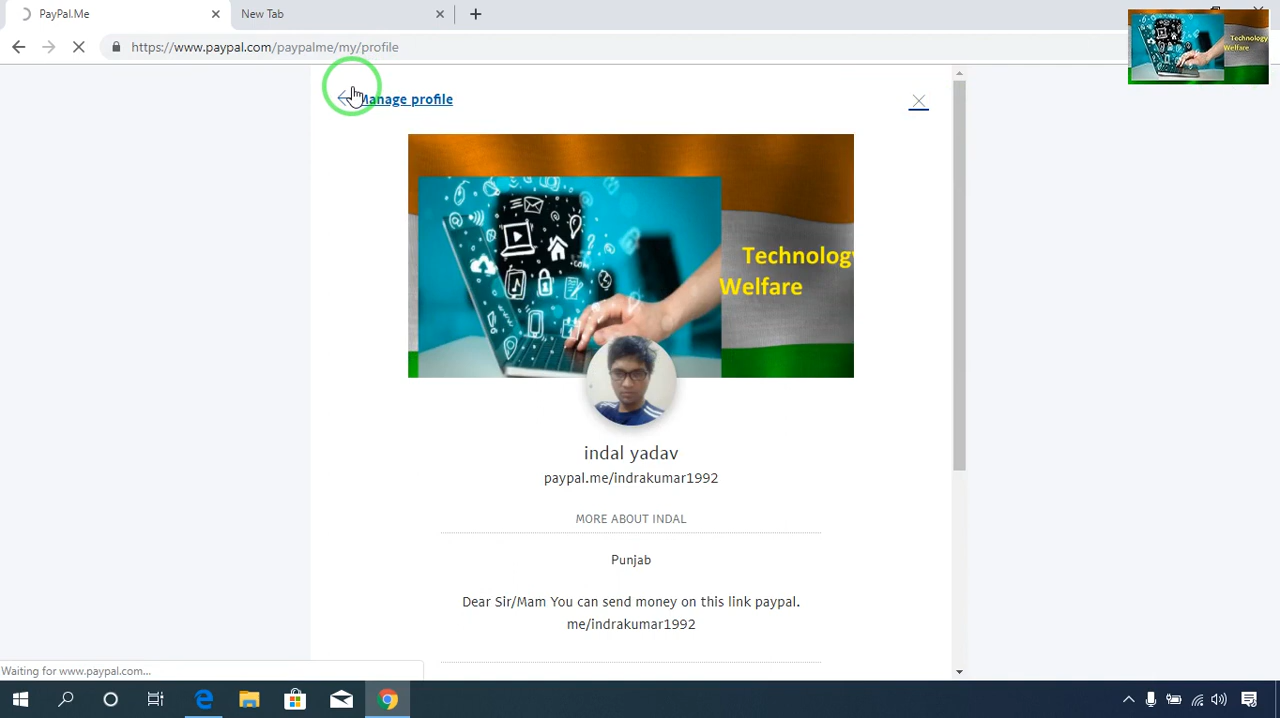 PayPal.Me
New Tab
https://www.paypal.com/paypalme/my/profile
Technology
Welfare
Manage profile
Technology
Welfare
indal yadav
paypal.me/indrakumar1992
MORE ABOUT INDAL
Punjab
Dear Sir/Mam You can send money on this link paypal.
me/indrakumar1992
Waiting for www.paypal.com...